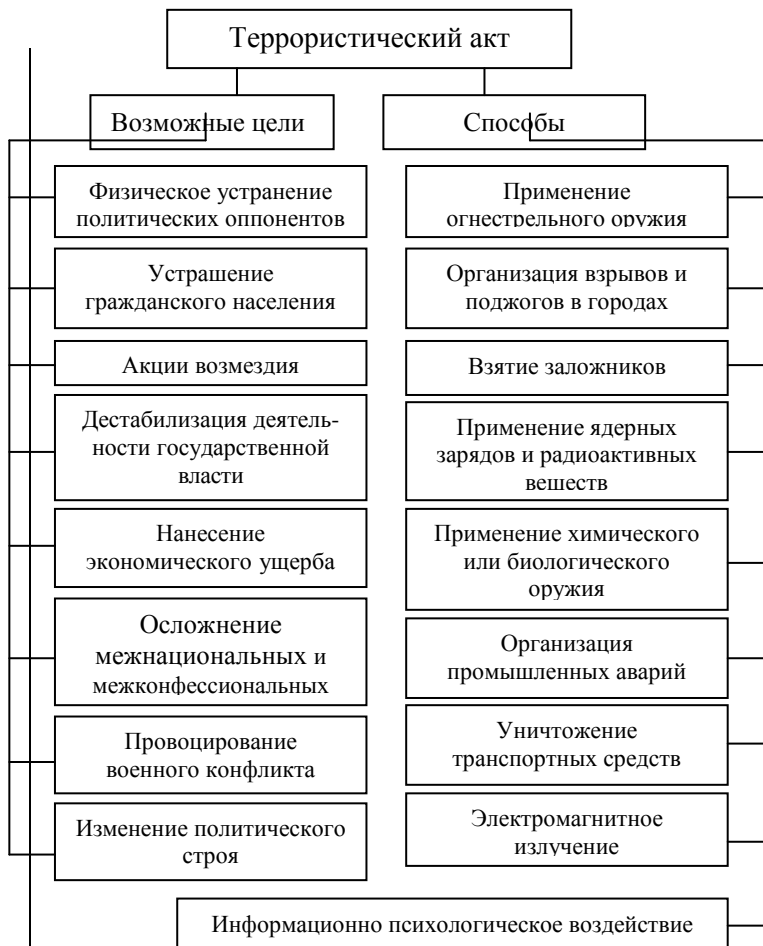 Террористический акт
Возможные цели
Способы
Физическое устранение
политических оппонентов
Устрашение
гражданского населения
Акции возмездия
Дестабилизация деятель-
ности государственной
власти
Нанесение
экономического ущерба
Осложнение
межнациональных и
межконфессиональных
Провоцирование
военного конфликта
Изменение политического
строя
Применение
огнестрельного оружия
Организация взрывов и
поджогов в городах
Взятие заложников
Применение ядерных
зарядов и радиоактивных
веществ
Применение химического
или биологического
оружия
Организация
промышленных аварий
Уничтожение
транспортных средств
Электромагнитное
излучение
Информационно психологическое воздействие